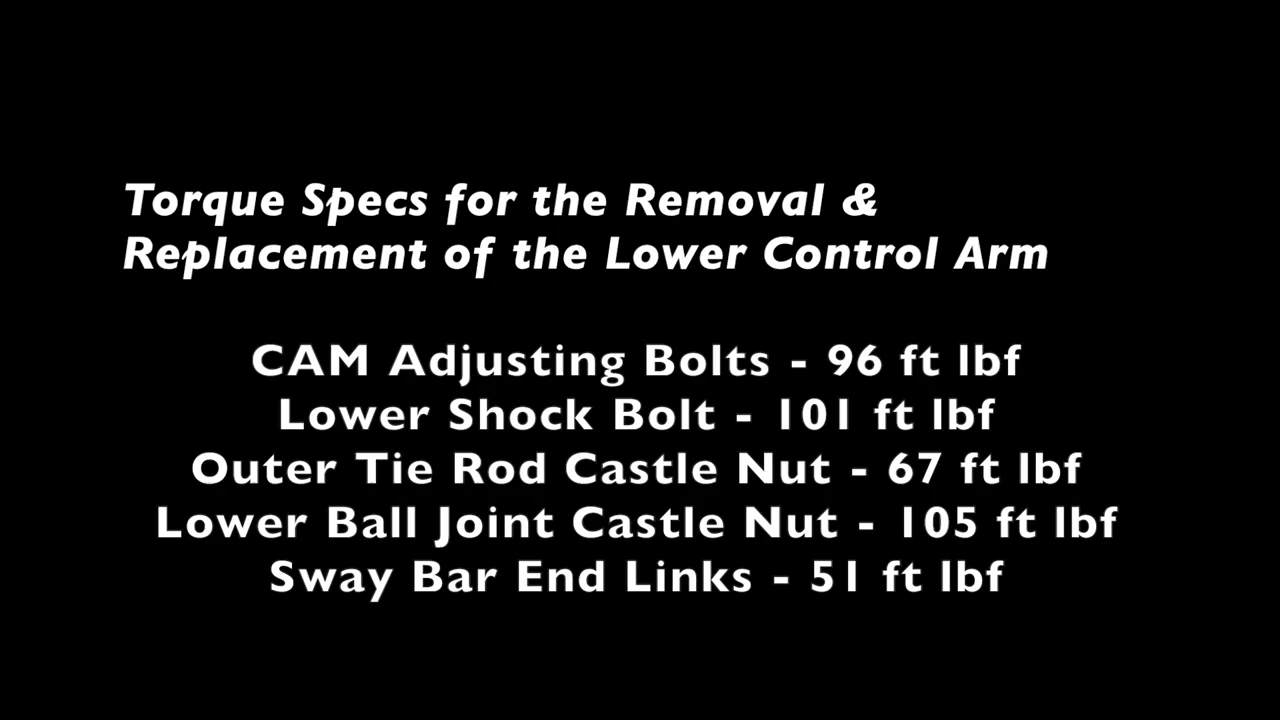 Torque Specs for the Removal &
Replacement of the Lower Control Arm
CAM Adjusting Bolts - 96 ft lbf
Lower Shock Bolt - 101 ft lbf
Outer Tie Rod Castle Nut - 67 ft lbf
Lower Ball Joint Castle Nut - 105 ft lbf
Sway Bar End Links - 51 ft lbf